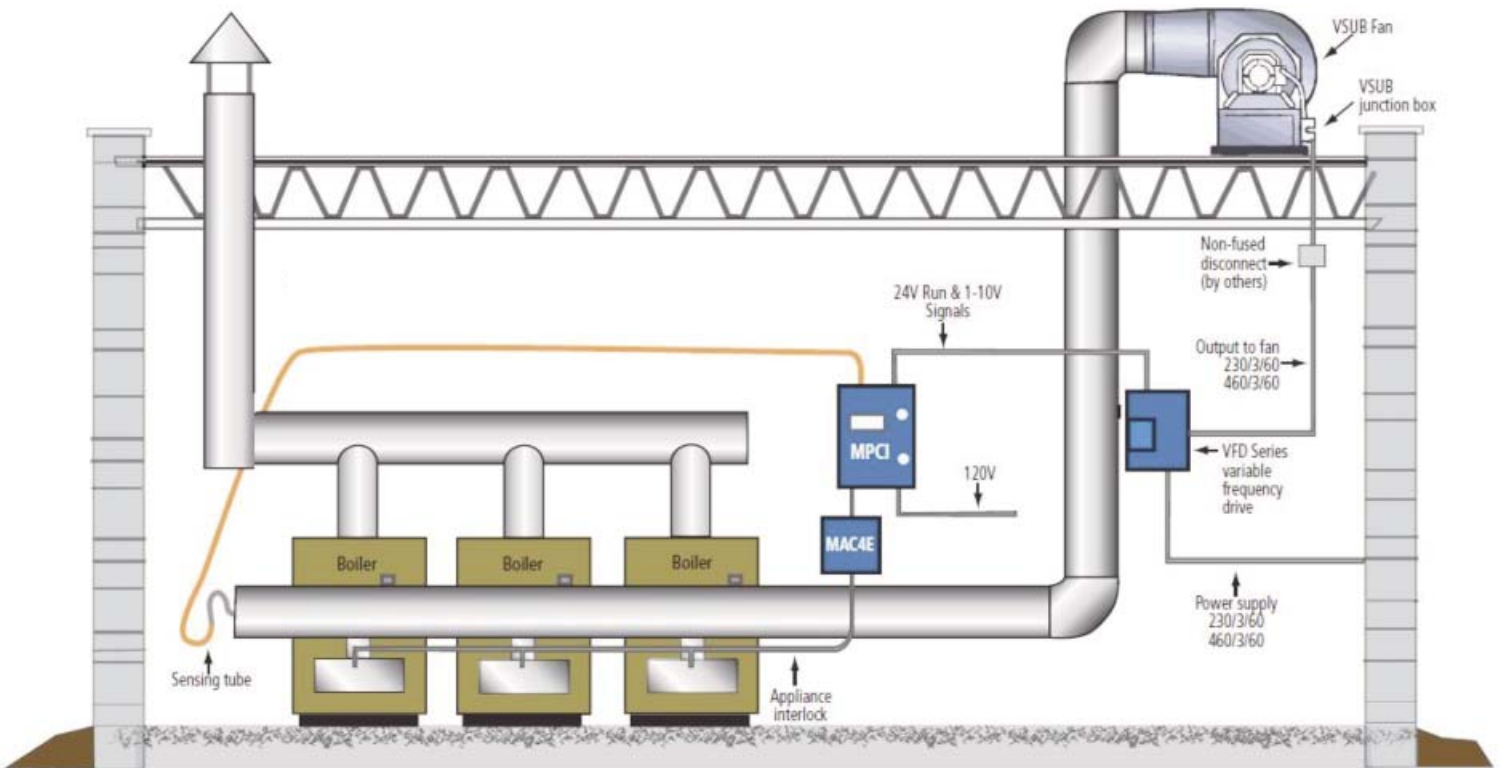 VSUB Fan
VSUB
junction box
Non-fused
disconnect
(by others)
24V Run & 1-10V
Signals
Output to fan
230/3/60
460/3/60
MPCI
VFD Series
variable
frequency
drive
120V
MAC4E
Boiler
Boiler
Boiler
Power supply
230/3/60
460/3/60
Sensing tube
Appliance
interlock